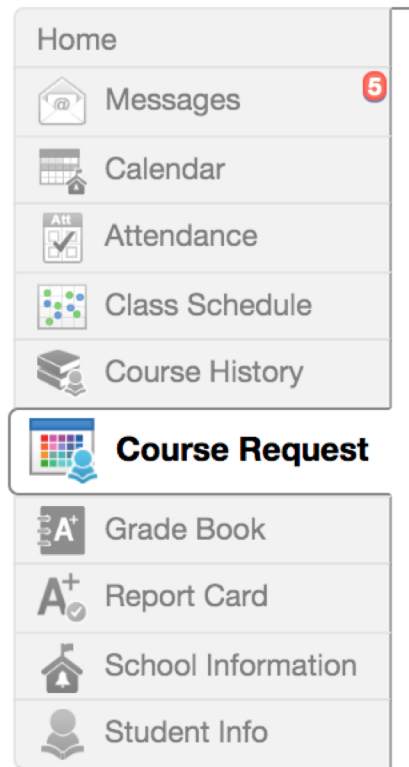 Home
Messages 5
Calendar
Att
Attendance
Class Schedule
Course History
Course Request
A+
Grade Book
A+
Report Card
School Information
Student Info